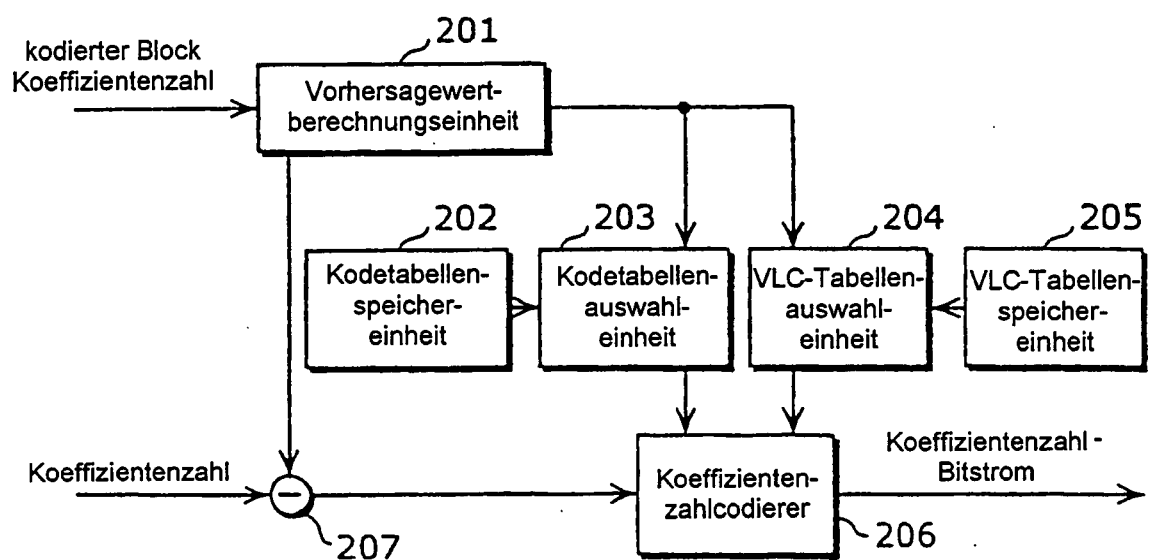 201
kodierter Block
Koeffizientenzahl
Vorhersagewert-
berechnungseinheit
202
203
204
205
Kodetabellen-
speicher-
einheit
Kodetabellen-
auswahl-
einheit
VLC-Tabellen-
auswahl-
einheit
VLC-Tabellen-
speicher-
einheit
Koeffizientenzahl
−
207
Koeffizienten-
zahlcodierer
206
Koeffizientenzahl -
Bitstrom